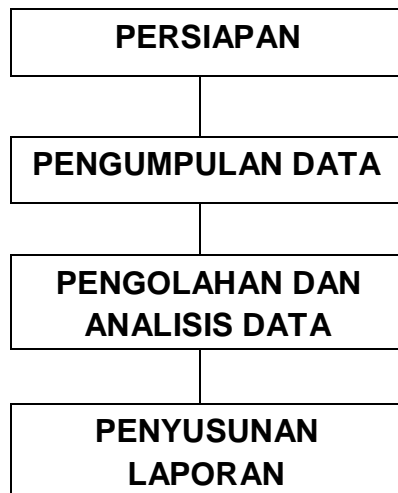 PERSIAPAN
PENGUMPULAN DATA
PENGOLAHAN DAN
ANALISIS DATA
PENYUSUNAN
LAPORAN